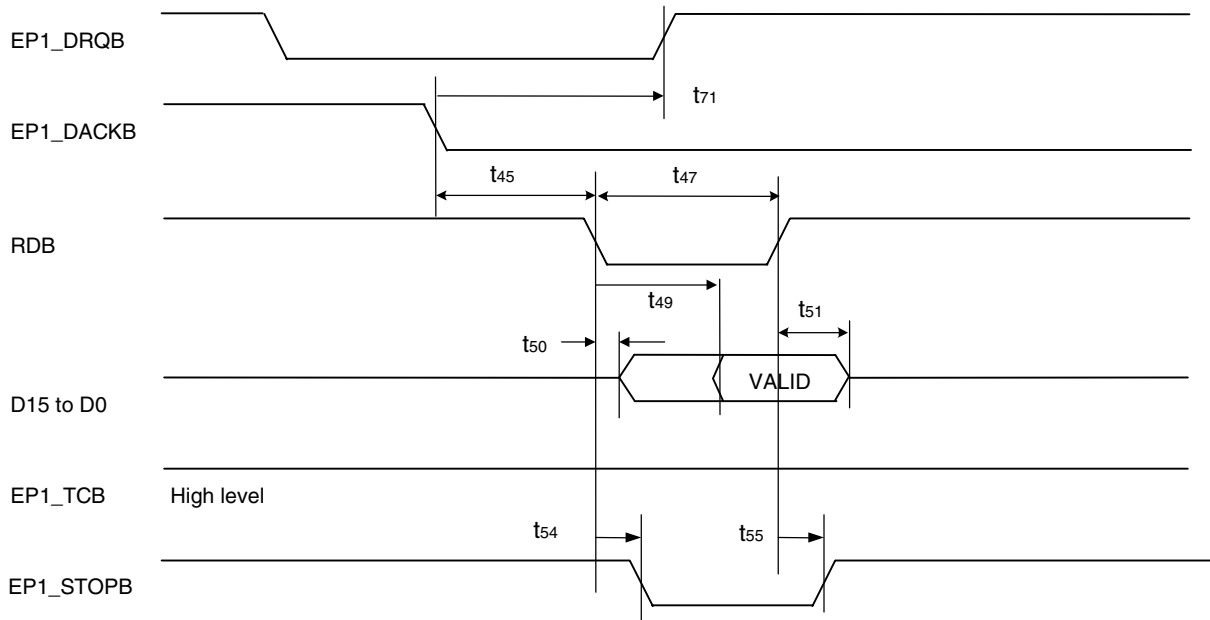 EP1_DRQB
t71
EP1_DACKB
t45
t47
RDB
t49
t51
t50
VALID
D15 to D0
EP1_TCB
High level
t54
t55
EP1_STOPB